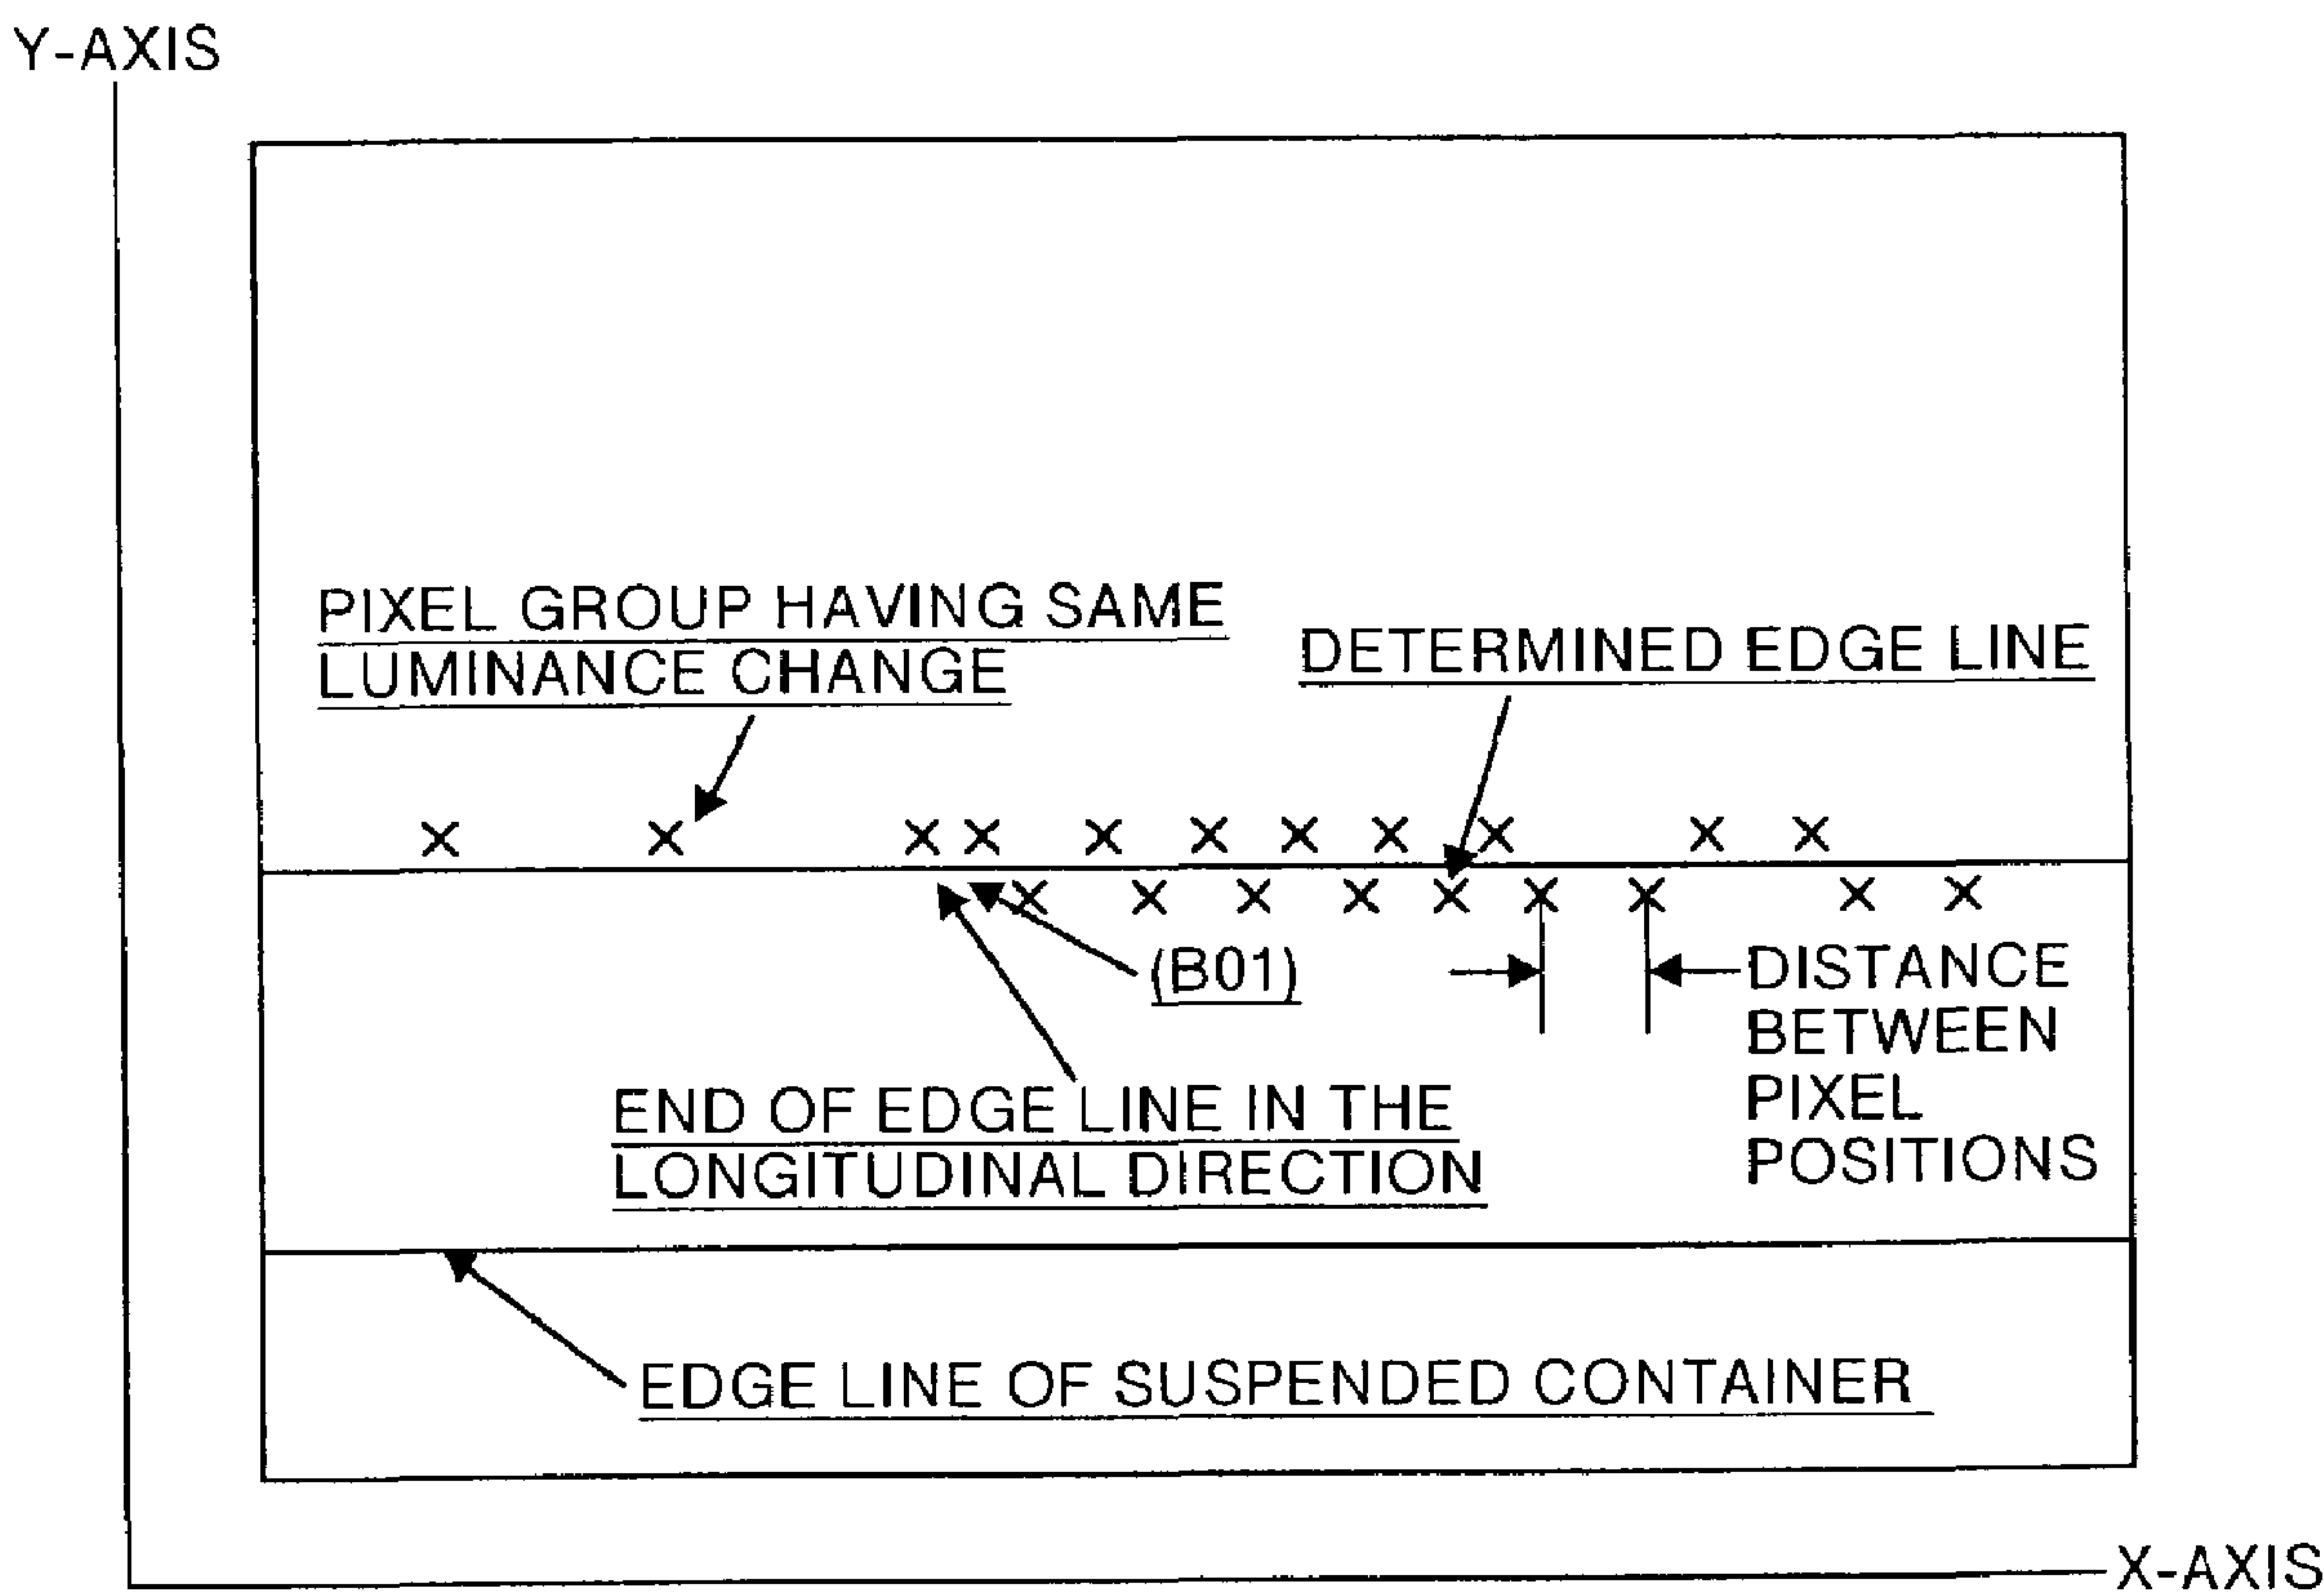 Y-AXIS
PIXEL GROUP HAVING SAME
LUMINANCE CHANGE
DETERMINED EDGE LINE
(B01)
DISTANCE
BETWEEN
PIXEL
POSITIONS
END OF EDGE LINE IN THE
LONGITUDINAL DIRECTION
EDGE LINE OF SUSPENDED CONTAINER
X-AXIS